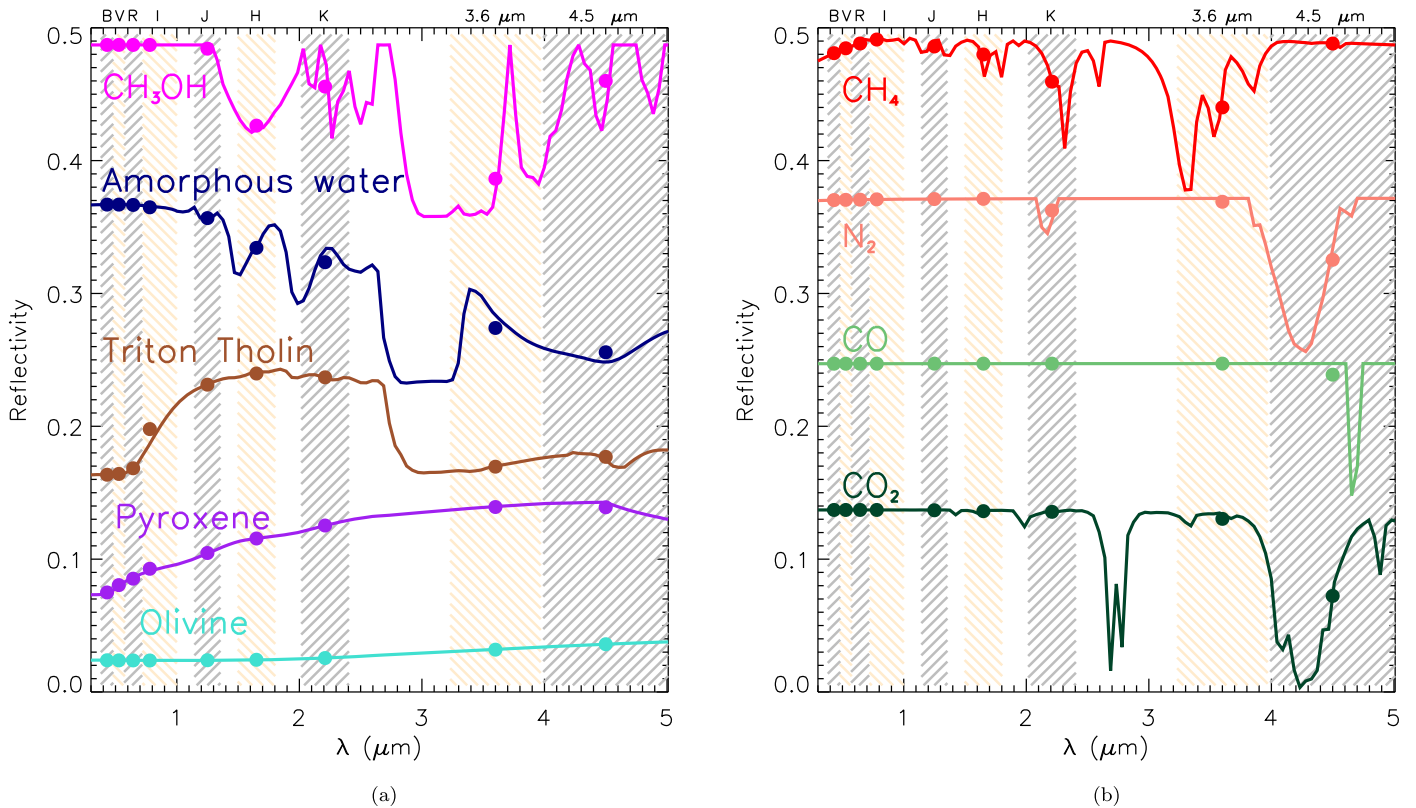 B V R I J H K 3.6 μm 4.5 μm
0.5
CH₃OH
0.4
Amorphous water
0.3
Triton Tholin
0.2
Pyroxene
0.1
Olivine
0.0
Reflectivity
1 2 3 4 5
λ (μm)
(a)
B V R I J H K 3.6 μm 4.5 μm
0.5
CH₄
0.4
N₂
0.3
CO
0.2
CO₂
0.1
0.0
Reflectivity
1 2 3 4 5
λ (μm)
(b)